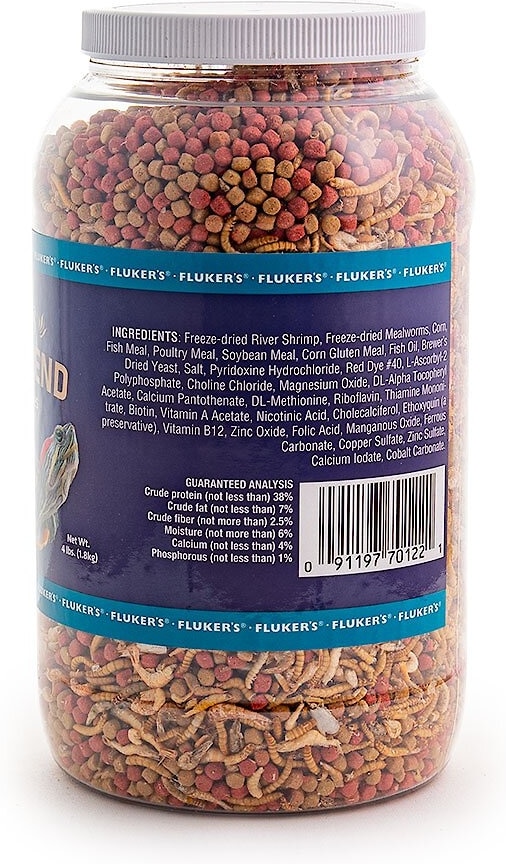 FLUKER'S® · FLUKER'S® · FLUKER'S® · FLUKER'S® · FLUKER'S®
INGREDIENTS: Freeze-dried River Shrimp, Freeze-dried Mealworms, Corn,
Fish Meal, Poultry Meal, Soybean Meal, Corn Gluten Meal, Fish Oil, Brewer's
Dried Yeast, Salt, Pyridoxine Hydrochloride, Red Dye #40, L-Ascorbyl-2
Polyphosphate, Choline Chloride, Magnesium Oxide, DL-Alpha Tocopheryl
Acetate, Calcium Pantothenate, DL-Methionine, Riboflavin, Thiamine Mononi-
trate, Biotin, Vitamin A Acetate, Nicotinic Acid, Cholecalciferol, Ethoxyquin (a
preservative), Vitamin B12, Zinc Oxide, Folic Acid, Manganous Oxide, Ferrous
Carbonate, Copper Sulfate, Zinc Sulfate,
Calcium Iodate, Cobalt Carbonate.
GUARANTEED ANALYSIS
Crude protein (not less than) 38%
Crude fat (not less than) 7%
Crude fiber (not more than) 2.5%
Moisture (not more than) 6%
Calcium (not less than) 4%
Phosphorous (not less than) 1%
Net Wt.
4 lbs. (1.8kg)
0 91197 70122 1
FLUKER'S® · FLUKER'S® · FLUKER'S® · FLUKER'S® · FLUKER'S®